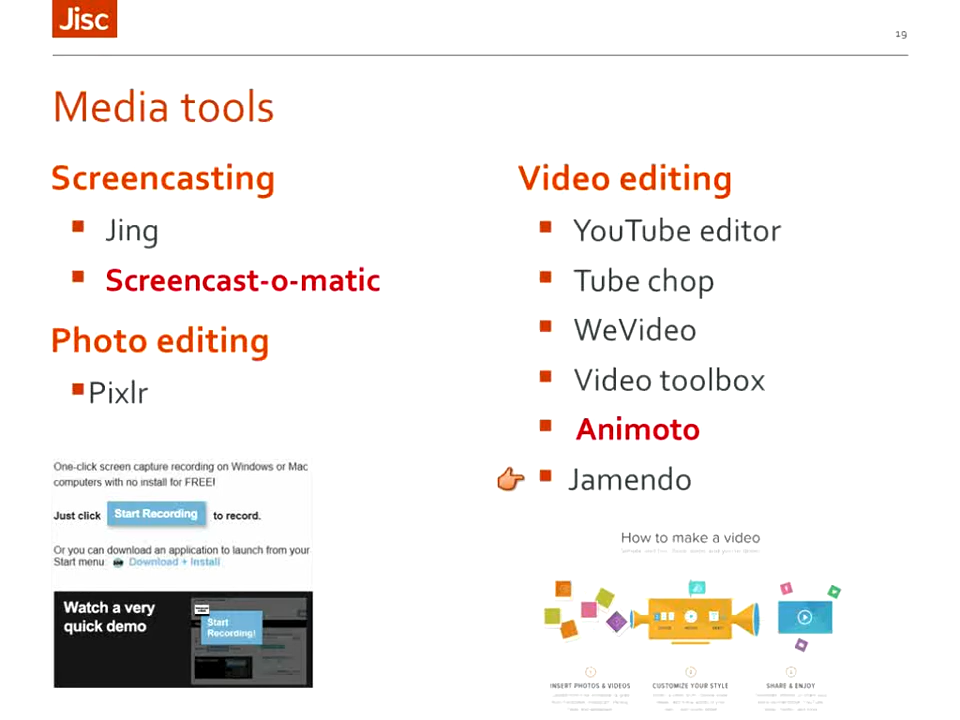 Jisc
19
Media tools
Screencasting
Jing
Screencast-o-matic
Photo editing
Pixlr
One-click screen capture recording on Windows or Mac
computers with no install for FREE!
Just click Start Recording to record.
Or you can download an application to launch from your
Start menu: Download + Install
Watch a very
quick demo
Start
Recording!
Video editing
YouTube editor
Tube chop
WeVideo
Video toolbox
Animoto
Jamendo
How to make a video
1 2 3
INSERT PHOTOS & VIDEOS CUSTOMIZE YOUR STYLE SHARE & ENJOY